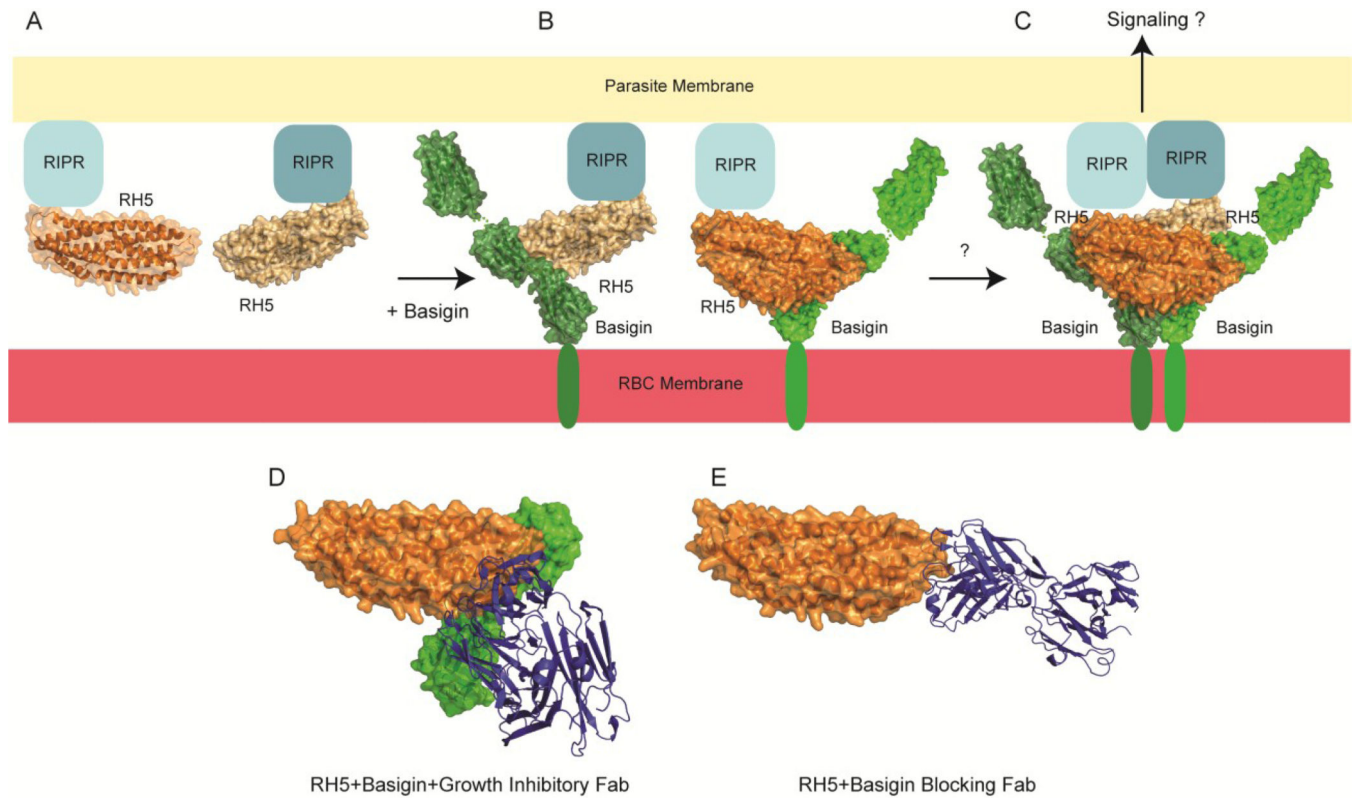 A
B
C
Signaling ?
Parasite Membrane
RIPR
RIPR
RH5
RH5
+ Basigin
RIPR
RH5
Basigin
RIPR
RH5
Basigin
?
RIPR
RIPR
RH5
RH5
Basigin
Basigin
RBC Membrane
D
E
RH5+Basigin+Growth Inhibitory Fab
RH5+Basigin Blocking Fab